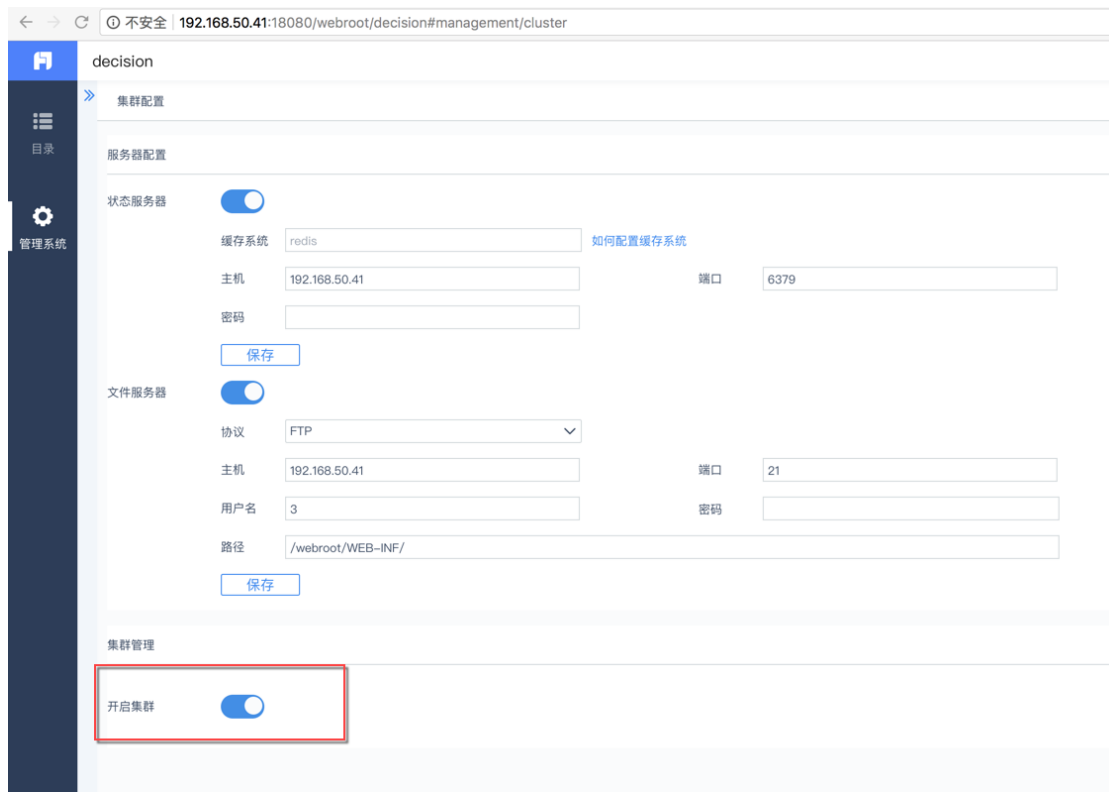 不安全 192.168.50.41:18080/webroot/decision#management/cluster
decision
集群配置
目录
管理系统
服务器配置
状态服务器
缓存系统 redis 如何配置缓存系统
主机 192.168.50.41 端口 6379
密码
保存
文件服务器
协议 FTP
主机 192.168.50.41 端口 21
用户名 3 密码
路径 /webroot/WEB-INF/
保存
集群管理
开启集群